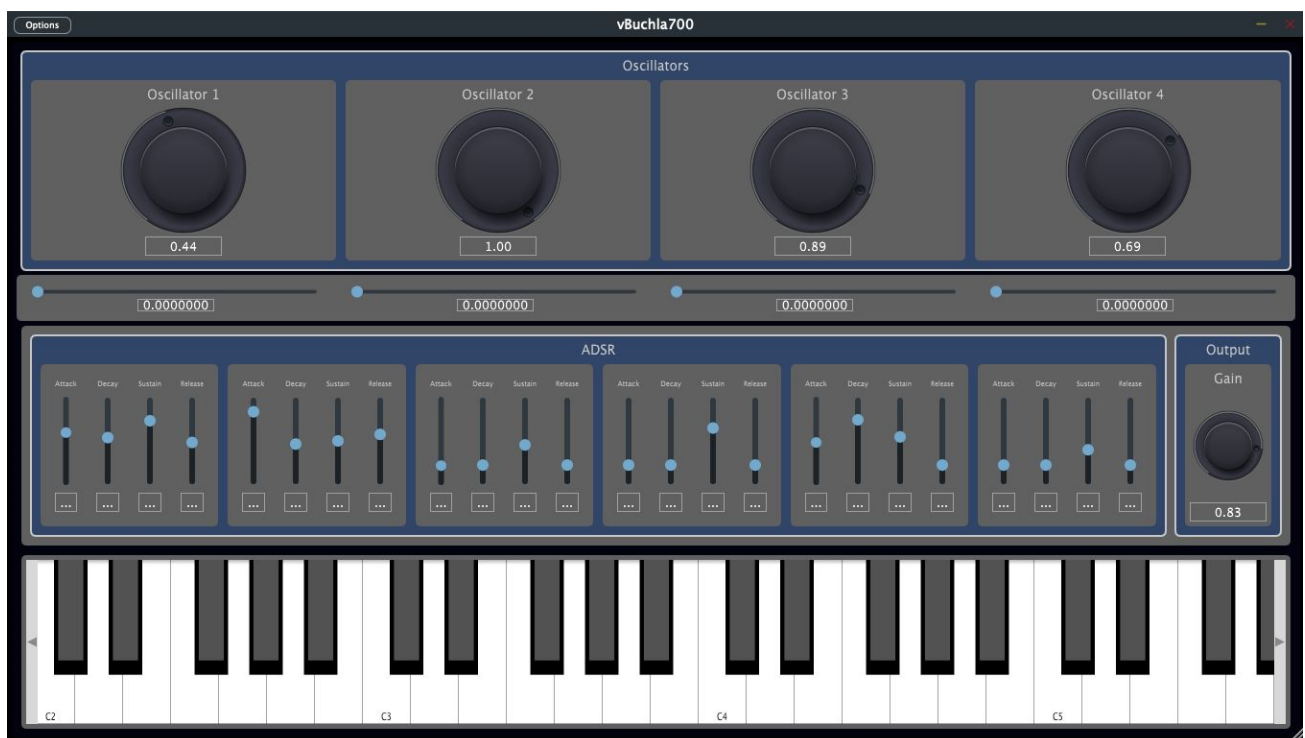 Options
vBuchla700
Oscillators
Oscillator 1 Oscillator 2 Oscillator 3 Oscillator 4
0.44 1.00 0.89 0.69
0.0000000 0.0000000 0.0000000 0.0000000
ADSR
Output
Attack Decay Sustain Release Attack Decay Sustain Release Attack Decay Sustain Release Attack Decay Sustain Release Attack Decay Sustain Release Attack Decay Sustain Release
Gain
... ... ... ... ... ... ... ... ... ... ... ... ... ... ... ... ... ... ... ... ... ... ... ...
0.83
C2 C3 C4 C5